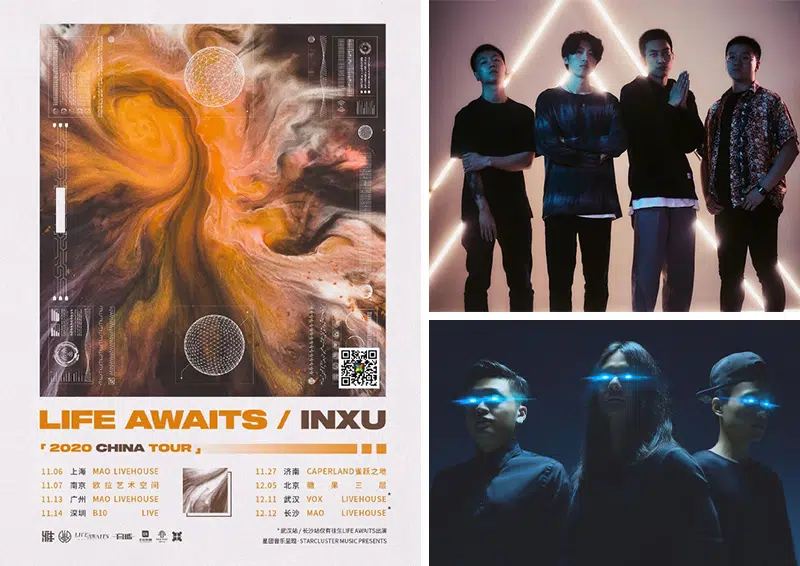 LIFE AWAITS / INXU
「2020 CHINA TOUR」
11.06 上海 MAO LIVEHOUSE
11.07 南京 欧拉艺术空间
11.13 广州 MAO LIVEHOUSE
11.14 深圳 B10 LIVE
11.27 济南 CAPERLAND雀跃之地
12.05 北京 糖果三层
12.11 武汉 VOX LIVEHOUSE*
12.12 长沙 MAO LIVEHOUSE*
*武汉站/长沙站仅有往生LIFE AWAITS出演
星团音乐呈现·STARCLUSTER MUSIC PRESENTS
LIFE AWAITS